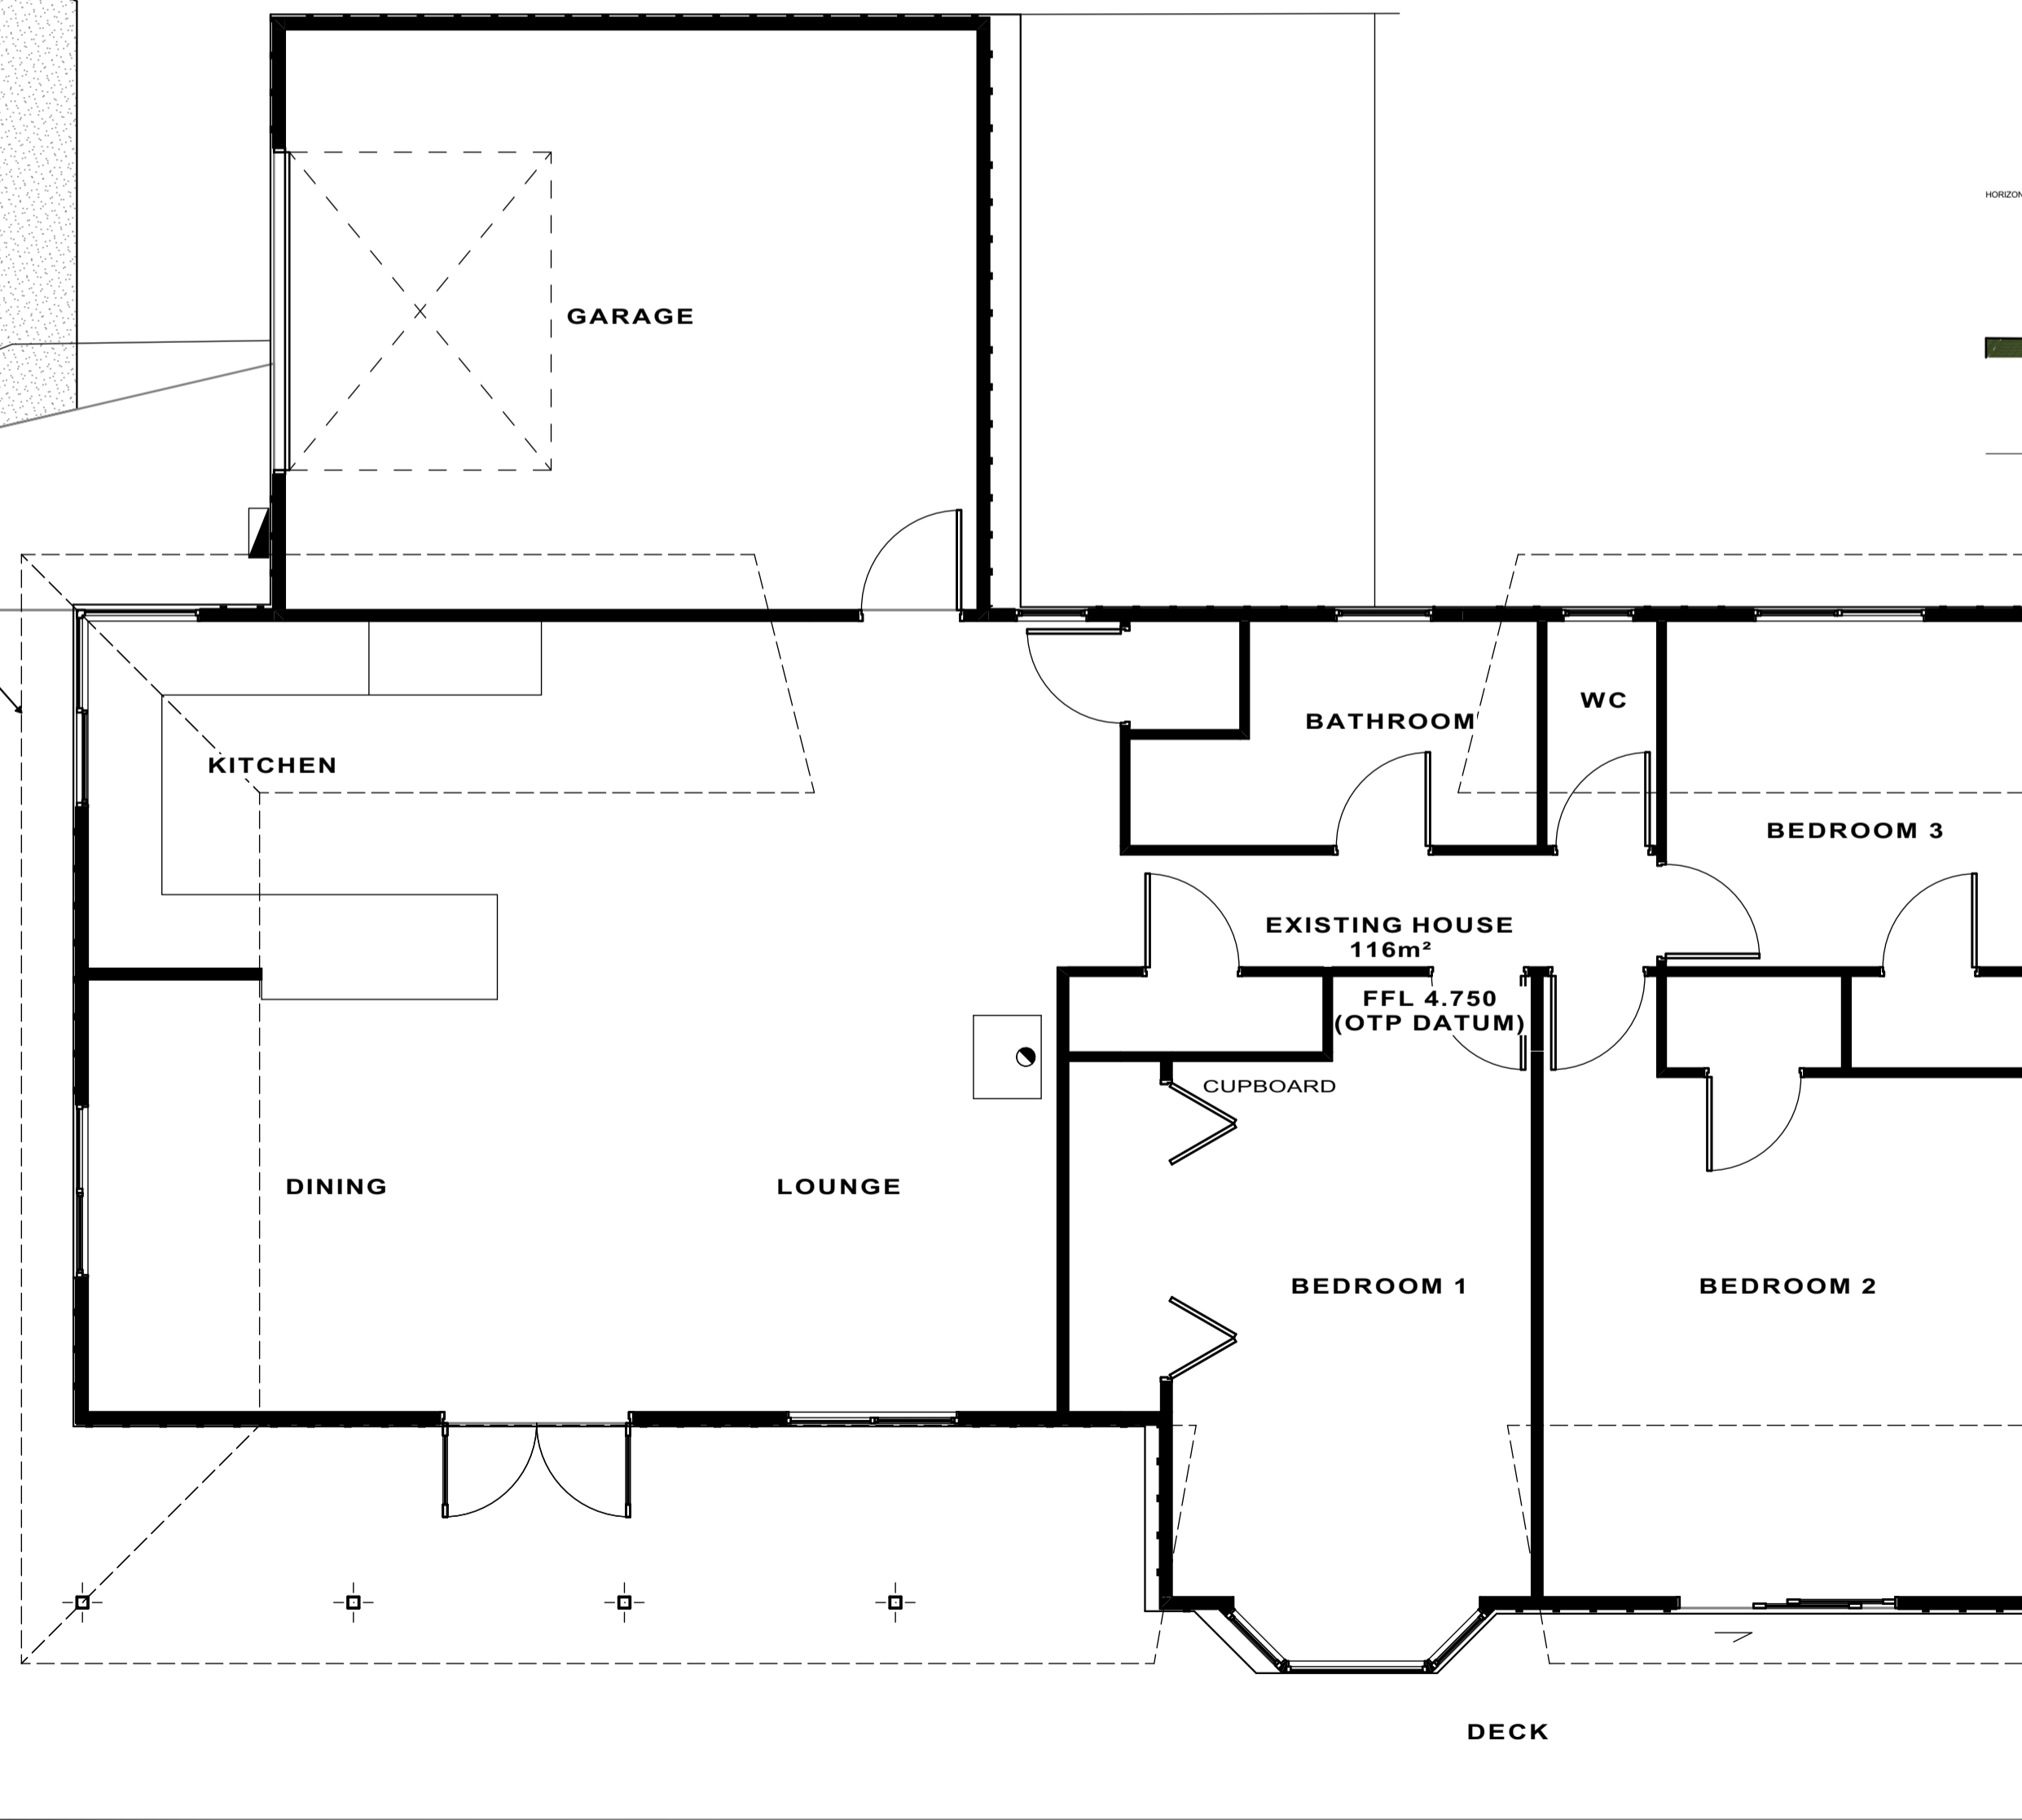 HORIZON
GARAGE
WC
BATHROOM
KITCHEN
BEDROOM 3
EXISTING HOUSE
116m²
FFL 4.750
(OTP DATUM)
CUPBOARD
DINING
LOUNGE
BEDROOM 1
BEDROOM 2
DECK